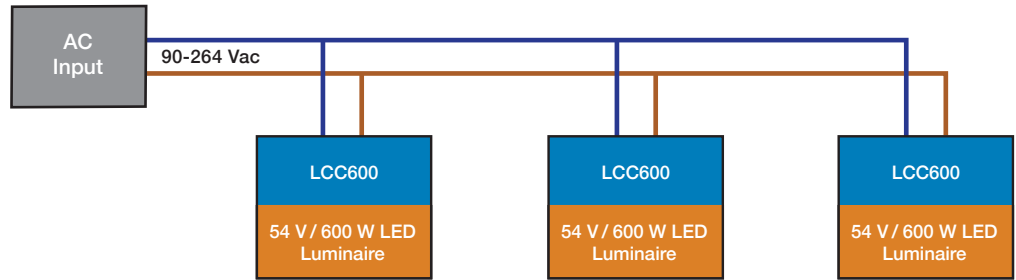 AC
Input
90-264 Vac
LCC600
LCC600
LCC600
54 V / 600 W LED
Luminaire
54 V / 600 W LED
Luminaire
54 V / 600 W LED
Luminaire